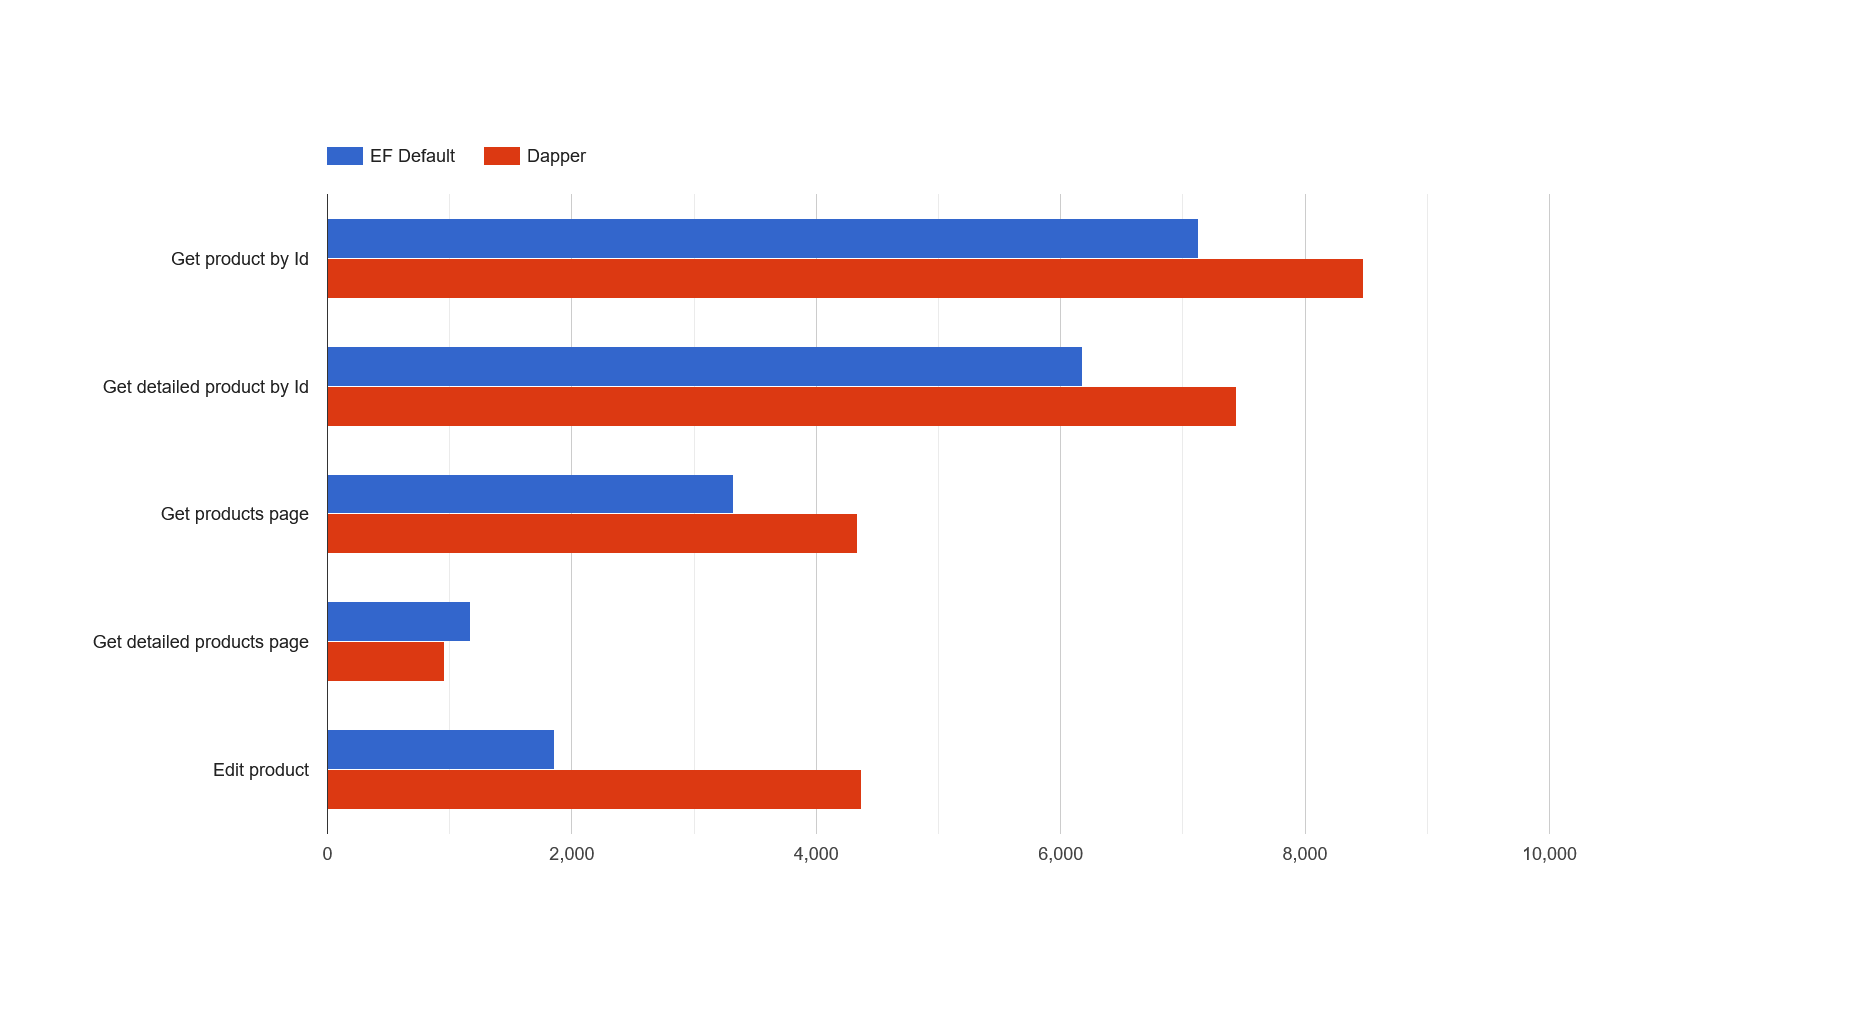 EF Default
Dapper
Get product by Id
Get detailed product by Id
Get products page
Get detailed products page
Edit product
0
2,000
4,000
6,000
8,000
10,000